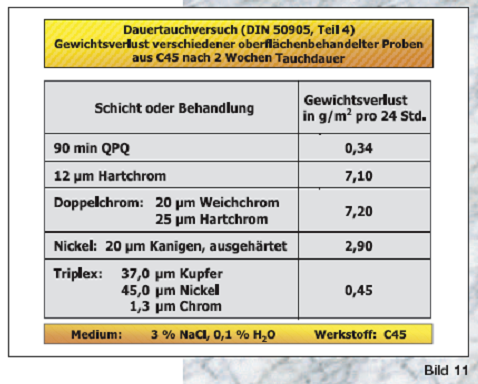 Dauertauchversuch (DIN 50905, Teil 4)
Gewichtsverlust verschiedener oberflächenbehandelter Proben
aus C45 nach 2 Wochen Tauchdauer
Schicht oder Behandlung
Gewichtsverlust
in g/m² pro 24 Std.
90 min QPQ 0,34
12 µm Hartchrom 7,10
Doppelchrom: 20 µm Weichchrom
25 µm Hartchrom
7,20
Nickel: 20 µm Kanigen, ausgehärtet 2,90
Triplex: 37,0 µm Kupfer
45,0 µm Nickel
1,3 µm Chrom
0,45
Medium: 3 % NaCl, 0,1 % H₂O Werkstoff: C45
Bild 11